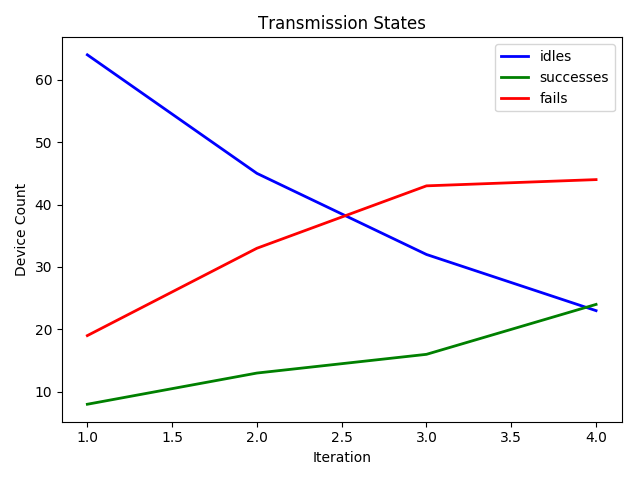 Transmission States
idles
successes
fails
Device Count
60
50
40
30
20
10
1.0 1.5 2.0 2.5 3.0 3.5 4.0
Iteration